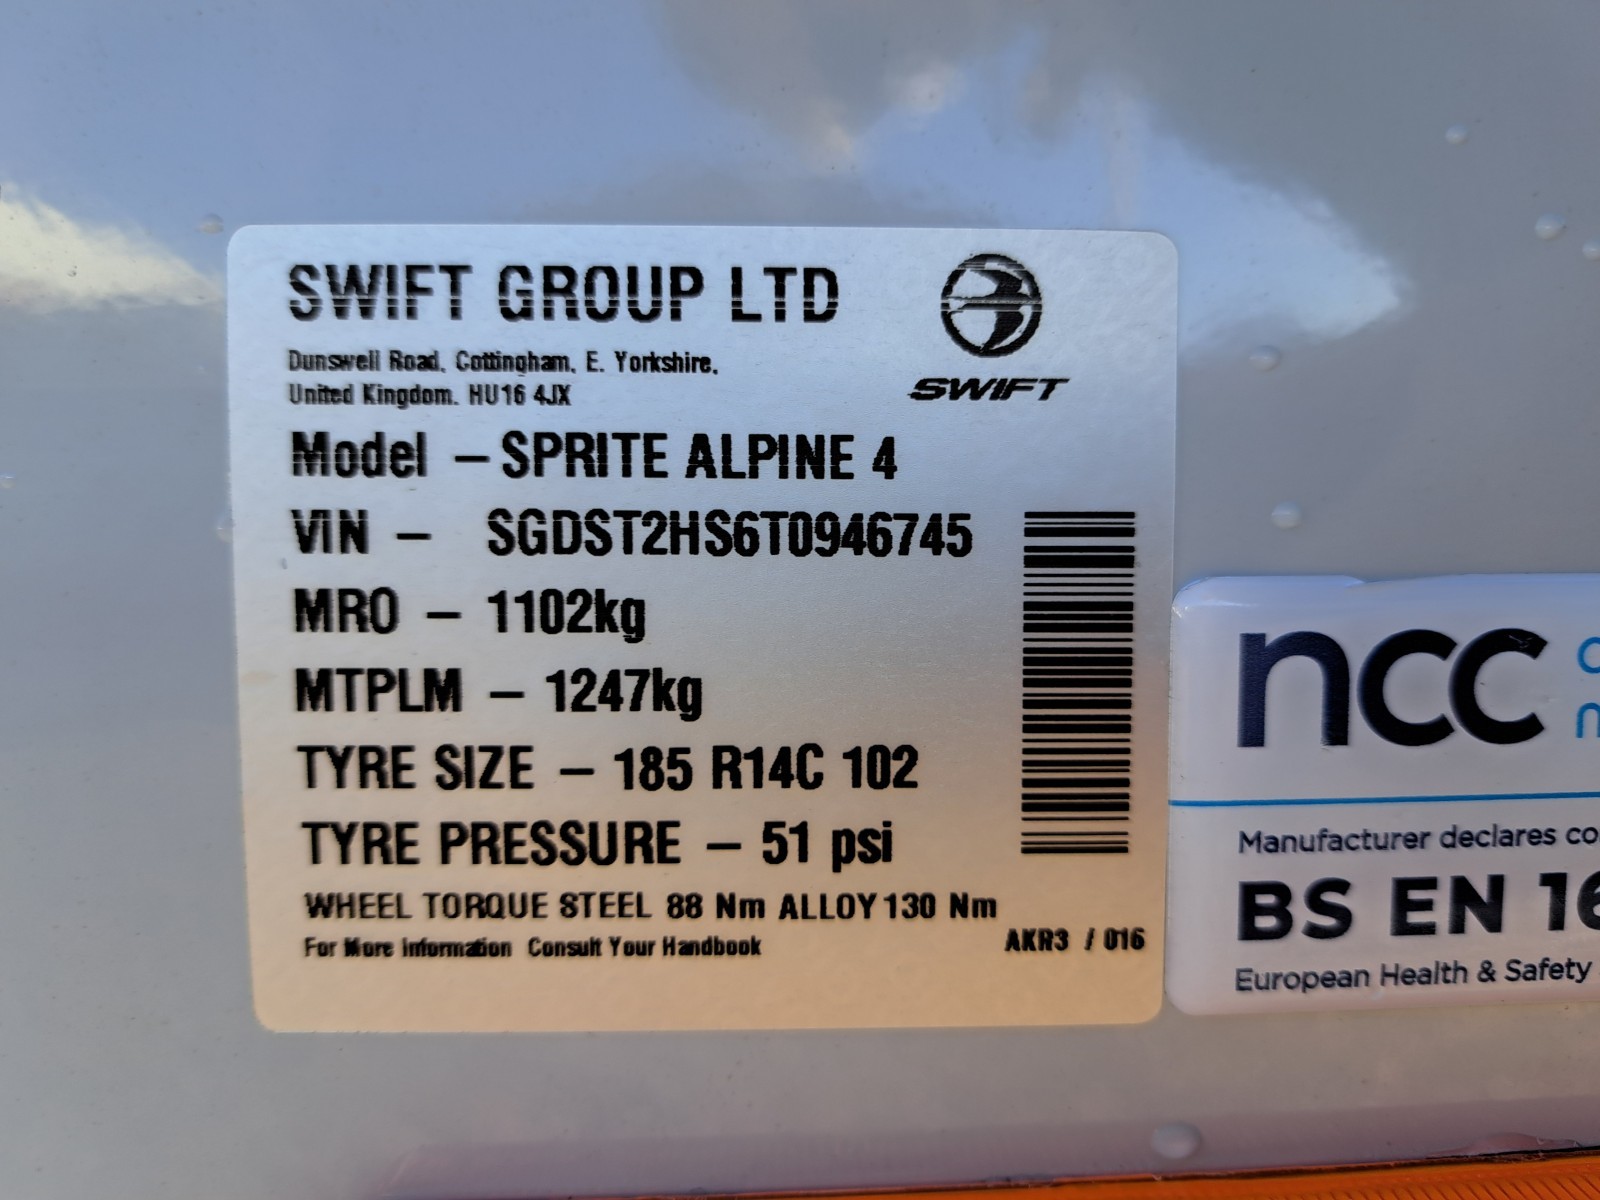 SWIFT GROUP LTD
Dunswell Road, Cottingham, E. Yorkshire,
United Kingdom. HU16 4JX
SWIFT
Model – SPRITE ALPINE 4
VIN – SGDST2HS6T0946745
MRO – 1102kg
MTPLM – 1247kg
TYRE SIZE – 185 R14C 102
TYRE PRESSURE – 51 psi
WHEEL TORQUE STEEL 88 Nm ALLOY 130 Nm
For More Information Consult Your Handbook
AKR3 / 016
ncc
Manufacturer declares
BS EN
European Health & Safety